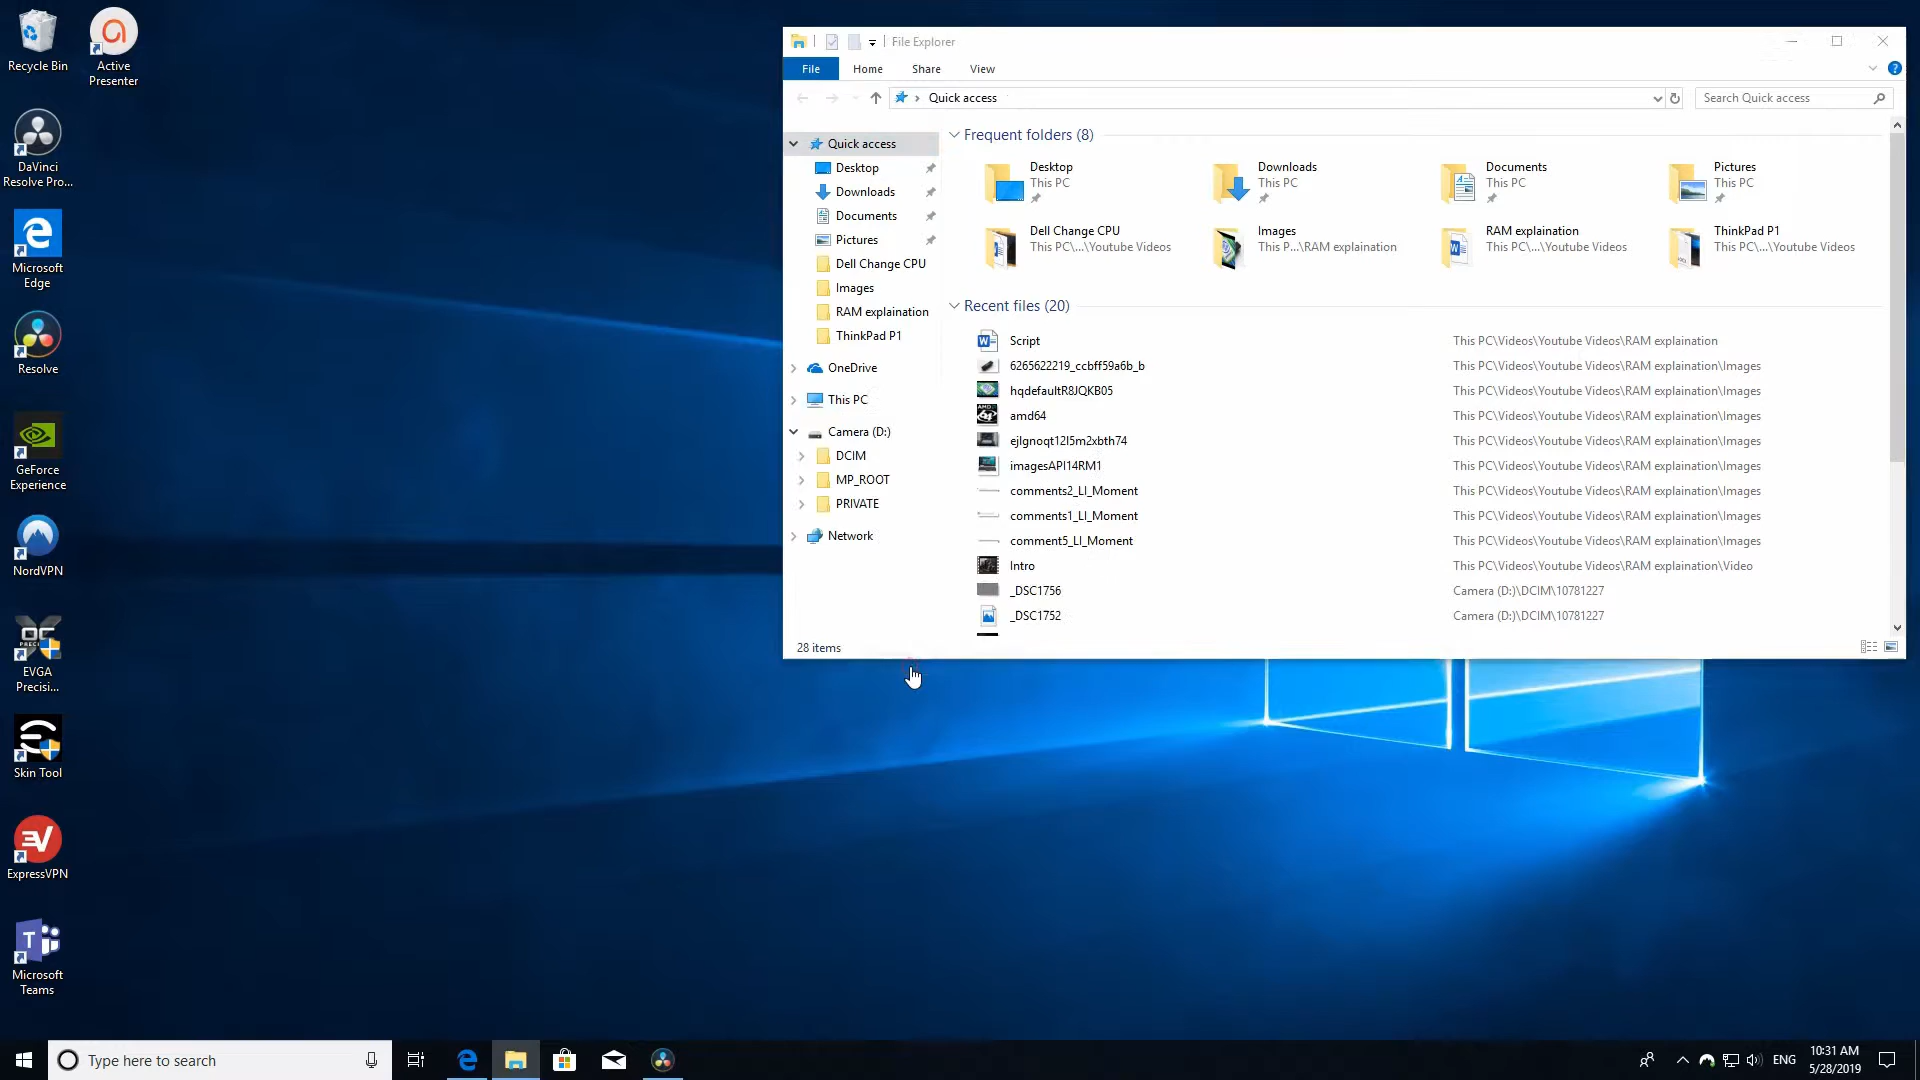 Recycle Bin
Active
Presenter
DaVinci
Resolve Pro...
Microsoft
Edge
Resolve
GeForce
Experience
NordVPN
EVGA
Precisi...
Skin Tool
ExpressVPN
Microsoft
Teams
File Explorer
File Home Share View
Quick access
Search Quick access
Quick access
Desktop
Downloads
Documents
Pictures
Dell Change CPU
Images
RAM explaination
ThinkPad P1
OneDrive
This PC
Camera (D:)
DCIM
MP_ROOT
PRIVATE
Network
Frequent folders (8)
Desktop
This PC
Downloads
This PC
Documents
This PC
Pictures
This PC
Dell Change CPU
This PC\...\Youtube Videos
Images
This P...\RAM explaination
RAM explaination
This PC\...\Youtube Videos
ThinkPad P1
This PC\...\Youtube Videos
Recent files (20)
Script This PC\Videos\Youtube Videos\RAM explaination
6265622219_ccbff59a6b_b This PC\Videos\Youtube Videos\RAM explaination\Images
hqdefaultR8JQKB05 This PC\Videos\Youtube Videos\RAM explaination\Images
amd64 This PC\Videos\Youtube Videos\RAM explaination\Images
ejlgnoqt12l5m2xbth74 This PC\Videos\Youtube Videos\RAM explaination\Images
imagesAPI14RM1 This PC\Videos\Youtube Videos\RAM explaination\Images
comments2_LI_Moment This PC\Videos\Youtube Videos\RAM explaination\Images
comments1_LI_Moment This PC\Videos\Youtube Videos\RAM explaination\Images
comment5_LI_Moment This PC\Videos\Youtube Videos\RAM explaination\Images
Intro This PC\Videos\Youtube Videos\RAM explaination\Video
_DSC1756 Camera (D:)\DCIM\10781227
_DSC1752 Camera (D:)\DCIM\10781227
28 items
Type here to search
ENG
10:31 AM
5/28/2019